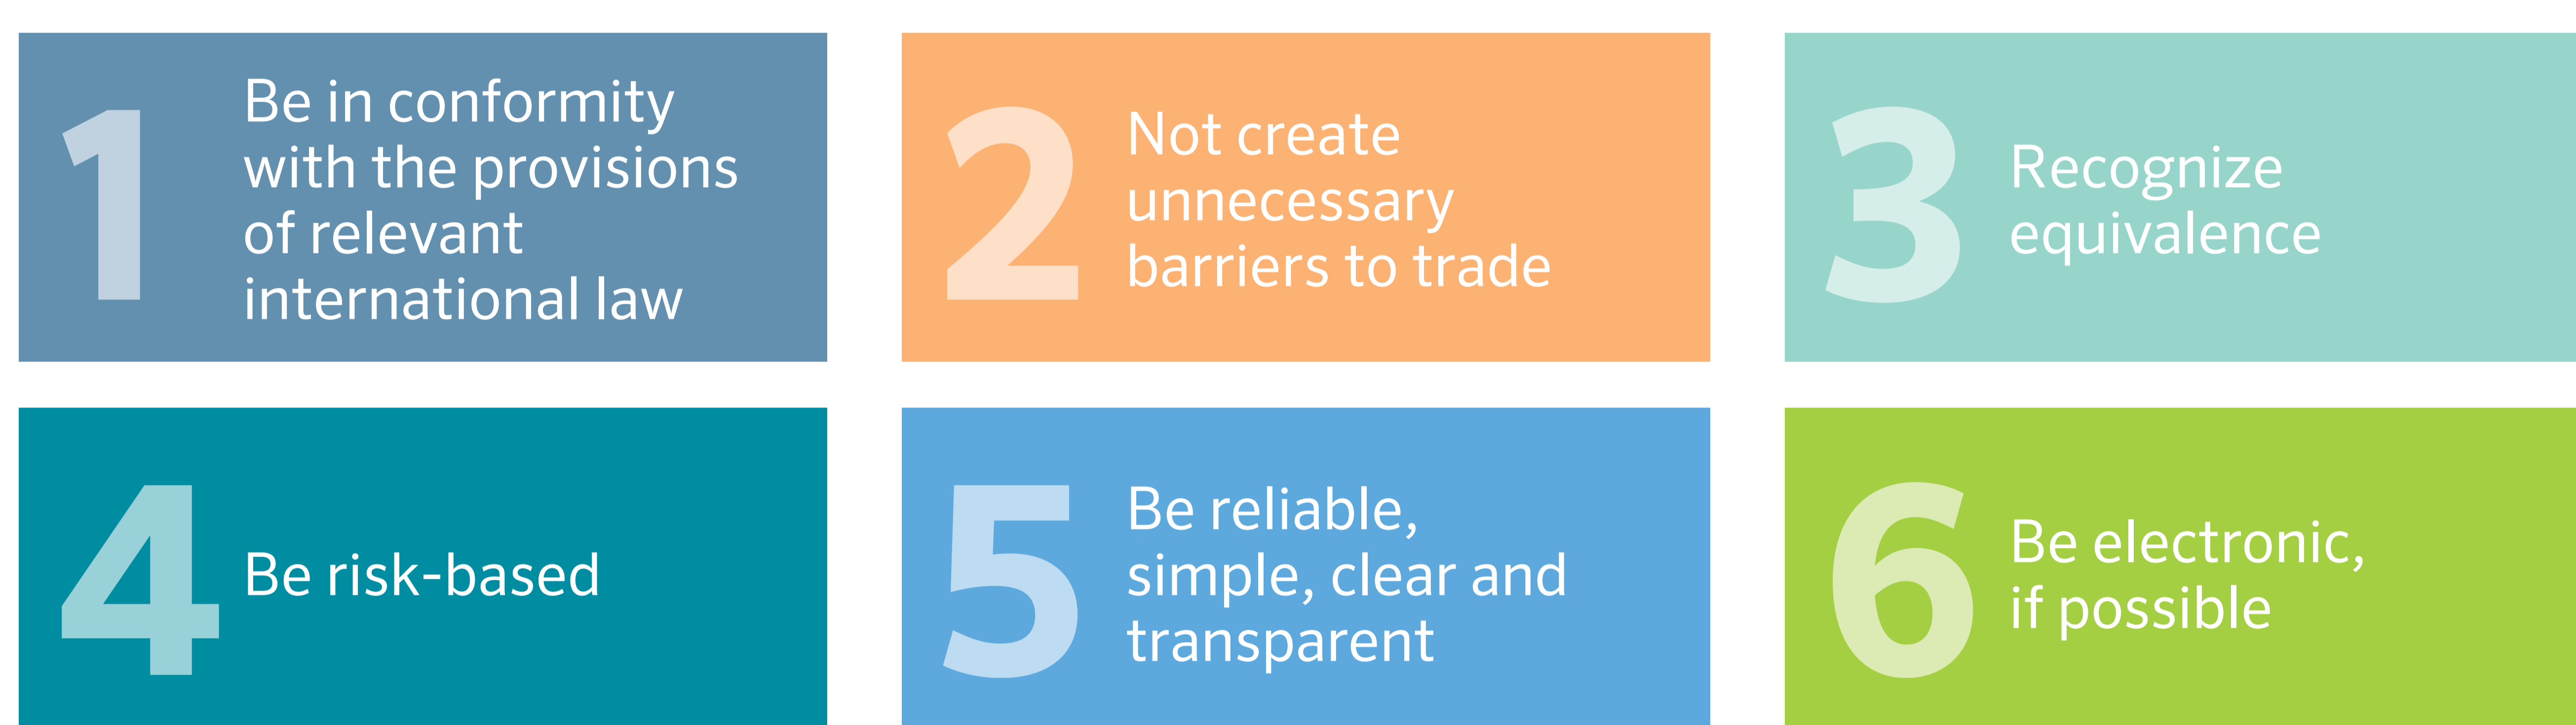 1
Be in conformity
with the provisions
of relevant
international law
2
Not create
unnecessary
barriers to trade
3
Recognize
equivalence
4
Be risk-based
5
Be reliable,
simple, clear and
transparent
6
Be electronic,
if possible